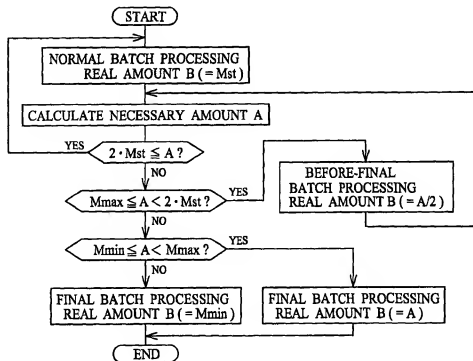 START
NORMAL BATCH PROCESSING
REAL AMOUNT B (= Mst)
CALCULATE NECESSARY AMOUNT A
YES
2・Mst ≦ A ?
NO
YES
Mmax ≦ A < 2・Mst ?
BEFORE-FINAL
BATCH PROCESSING
REAL AMOUNT B (= A/2)
NO
YES
Mmin ≦ A < Mmax ?
NO
FINAL BATCH PROCESSING
REAL AMOUNT B (= Mmin)
FINAL BATCH PROCESSING
REAL AMOUNT B (= A)
END